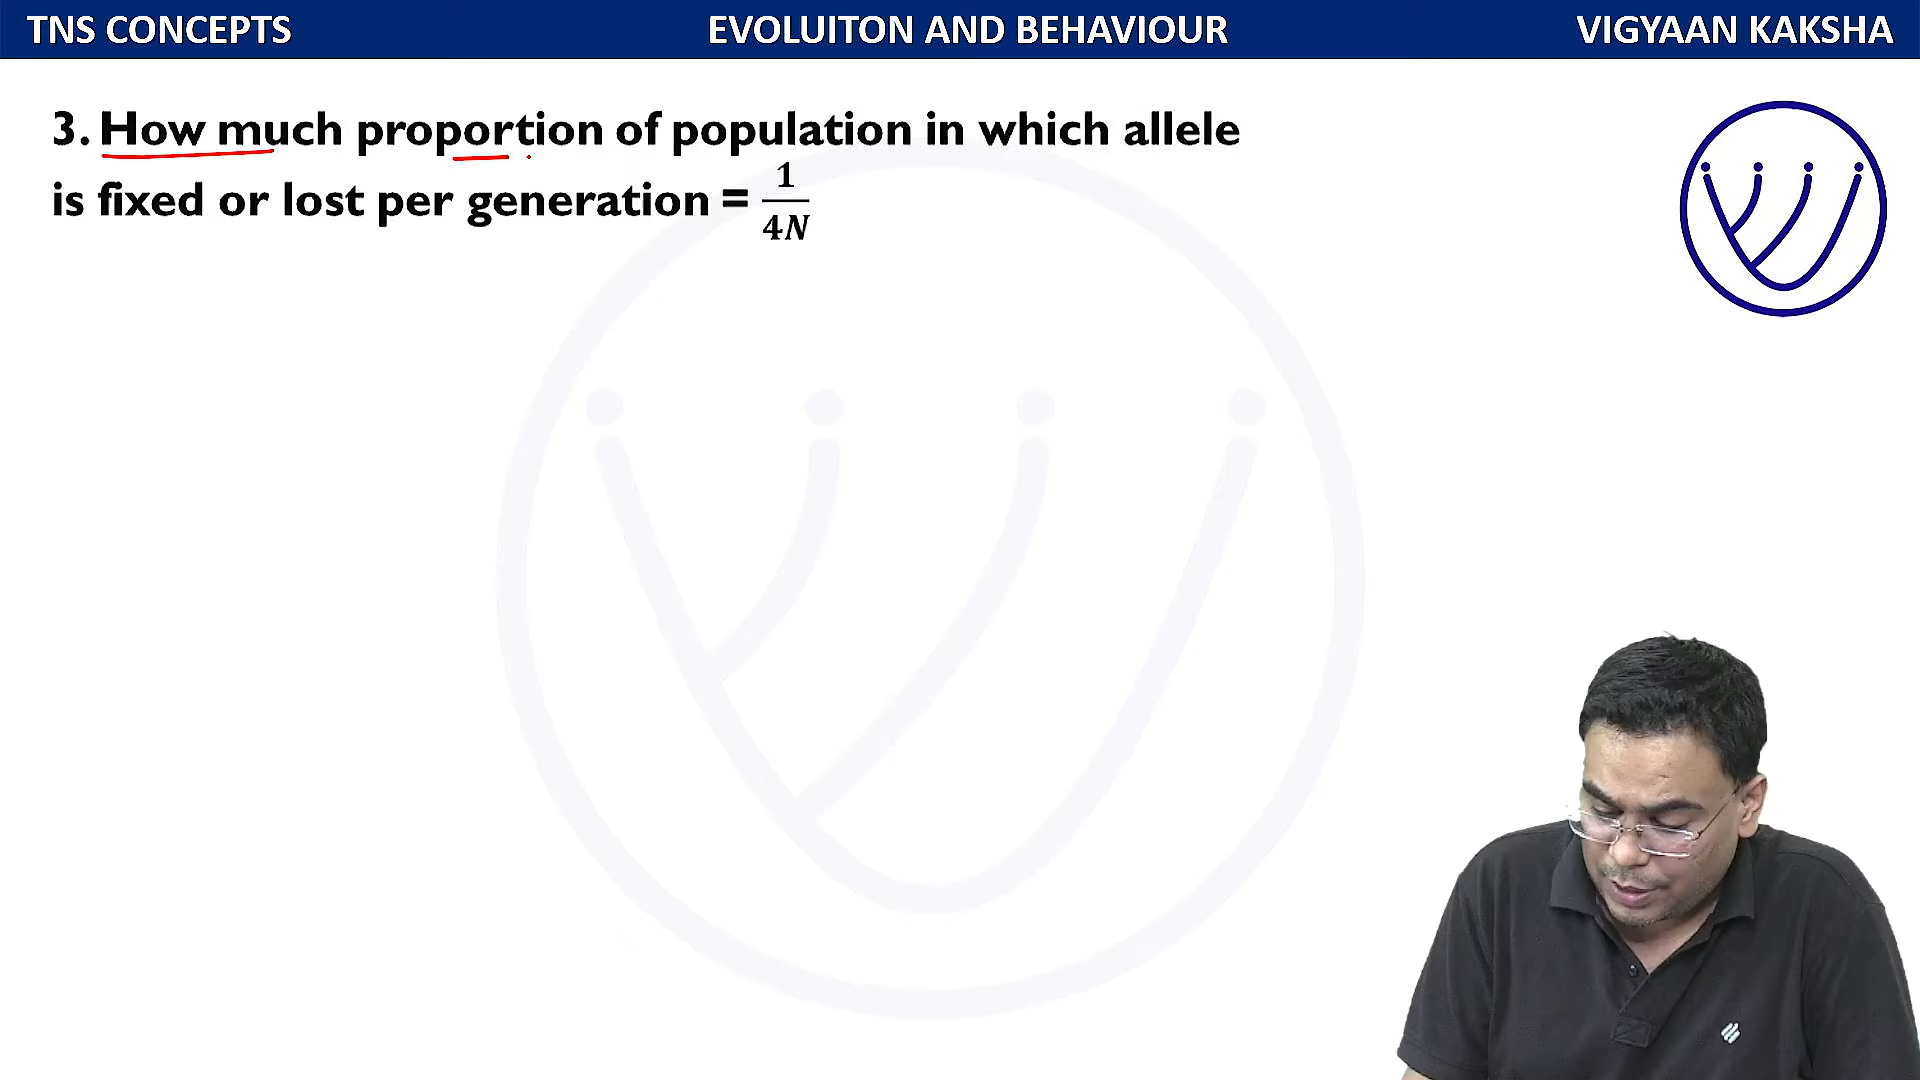 TNS CONCEPTS EVOLUITON AND BEHAVIOUR VIGYAAN KAKSHA
3. How much proportion of population in which allele
is fixed or lost per generation = 1/4N